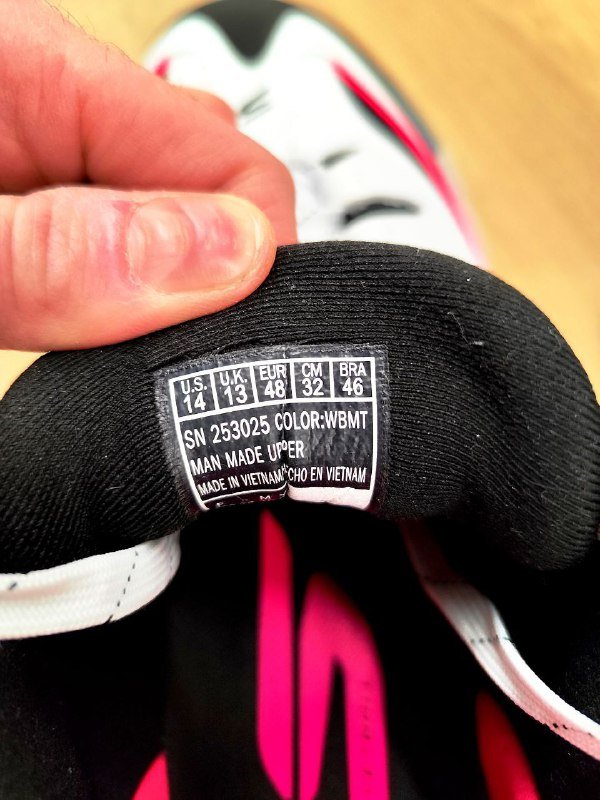 U.S. U.K. EUR CM BRA
14 13 48 32 46
SN 253025 COLOR:WBMT
MAN MADE UPPER
MADE IN VIETNAM/HECHO EN VIETNAM